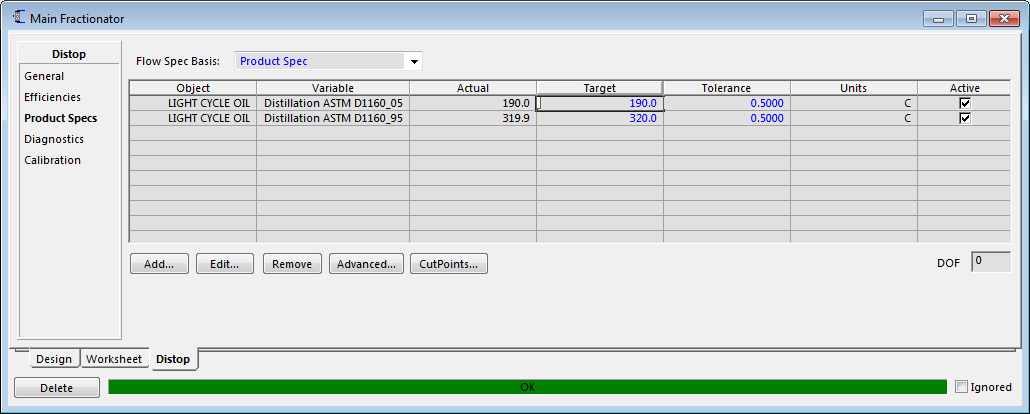 Main Fractionator
Distop
General
Efficiencies
Product Specs
Diagnostics
Calibration
Flow Spec Basis: Product Spec
Object Variable Actual Target Tolerance Units Active
LIGHT CYCLE OIL Distillation ASTM D1160_05 190.0 190.0 0.5000 C
LIGHT CYCLE OIL Distillation ASTM D1160_95 319.9 320.0 0.5000 C
Add... Edit... Remove Advanced... CutPoints... DOF 0
Design Worksheet Distop
Delete OK Ignored